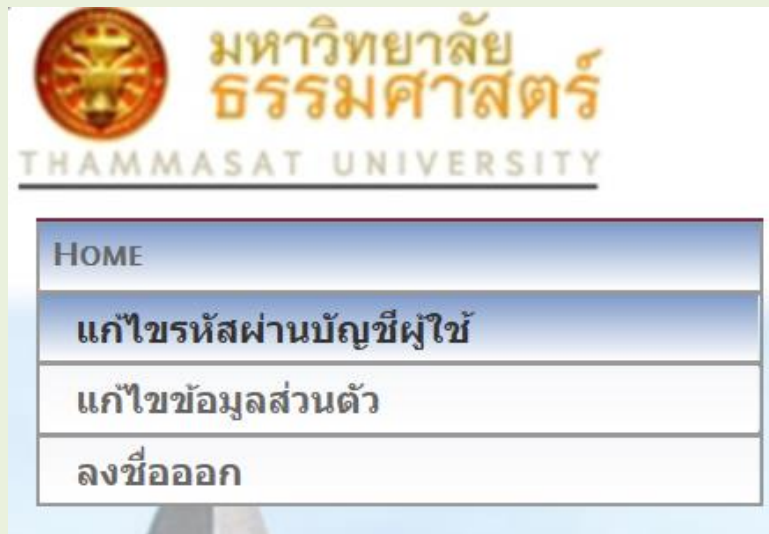 มหาวิทยาลัย
ธรรมศาสตร์
THAMMASAT UNIVERSITY
HOME
แก้ไขรหัสผ่านบัญชีผู้ใช้
แก้ไขข้อมูลส่วนตัว
ลงชื่อออก